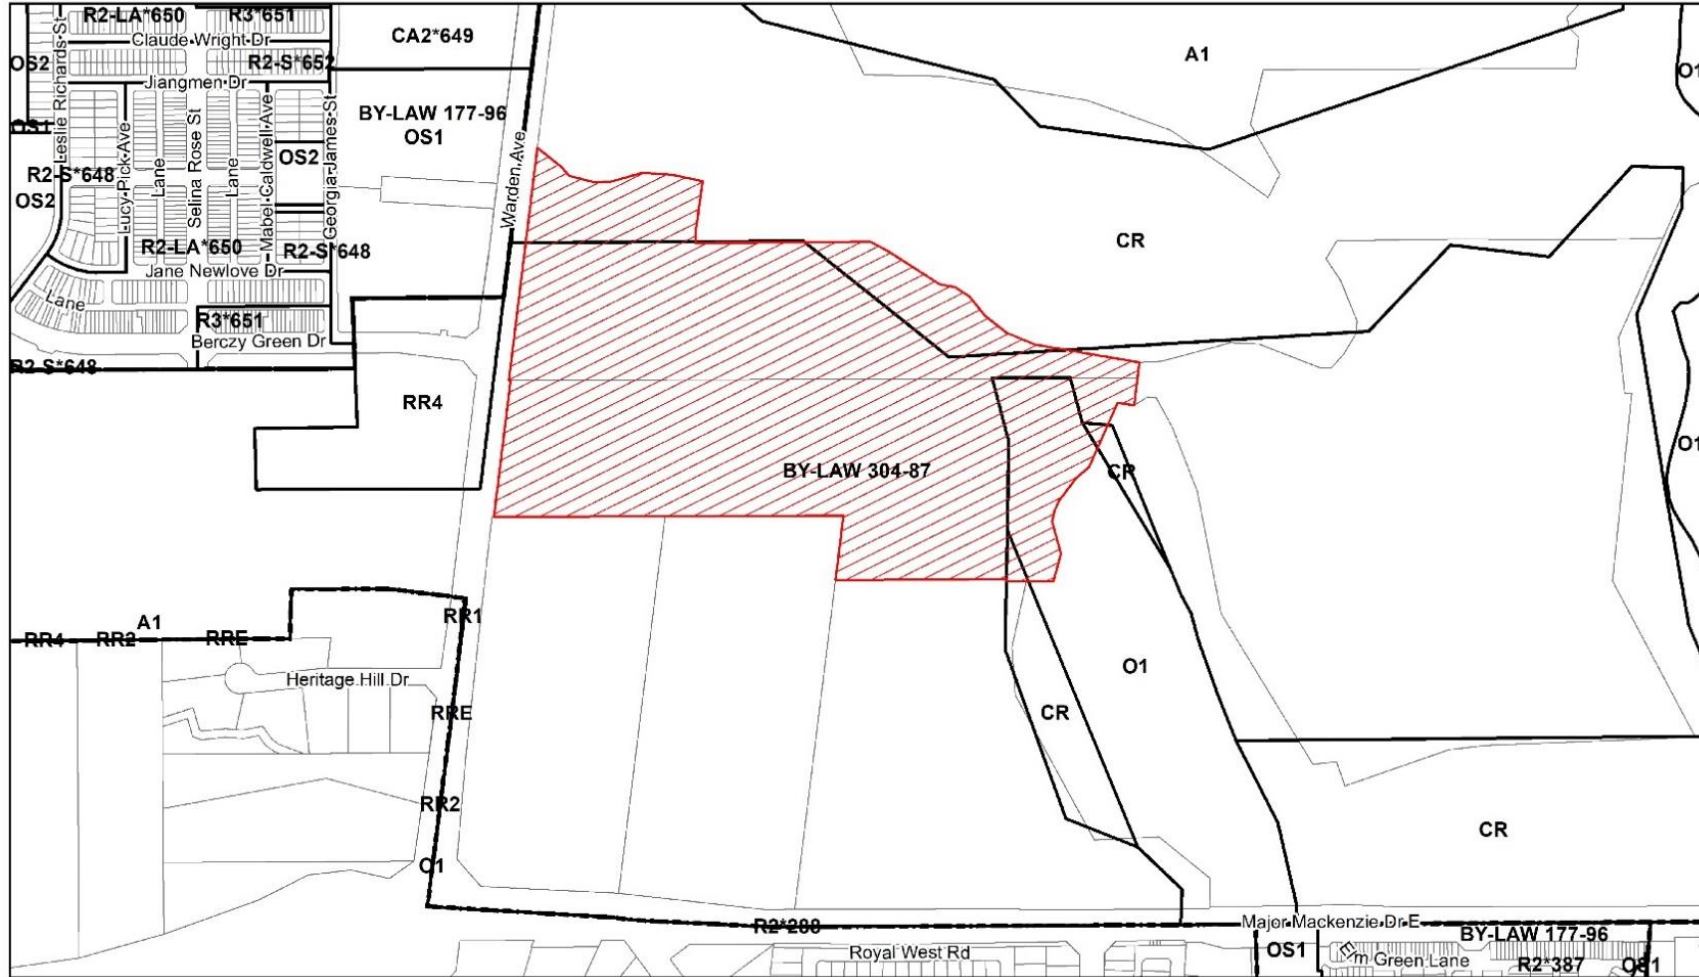 R2-LA*650
R3*651
Claude Wright Dr
CA2*649
A1
OS2
R2-S*652
O1
Jiangmen Dr
Leslie Richards St
BY-LAW 177-96
OS1
OS1
Lucy Pick Ave
Lane
Selina Rose St
Lane
Mabel Caldwell Ave
OS2
Georgia James St
Warden Ave
R2-S*648
OS2
R2-LA*650
R2-S*648
CR
Jane Newlove Dr
Lane
R3*651
Berczy Green Dr
R2-S*648
RR4
O1
BY-LAW 304-87
CR
A1
RR4
RR2
RRE
RR1
Heritage Hill Dr
O1
RRE
CR
RR2
CR
O1
R2*288
Major Mackenzie Dr E
BY-LAW 177-96
Royal West Rd
OS1
Elm Green Lane
R2*387
OS1